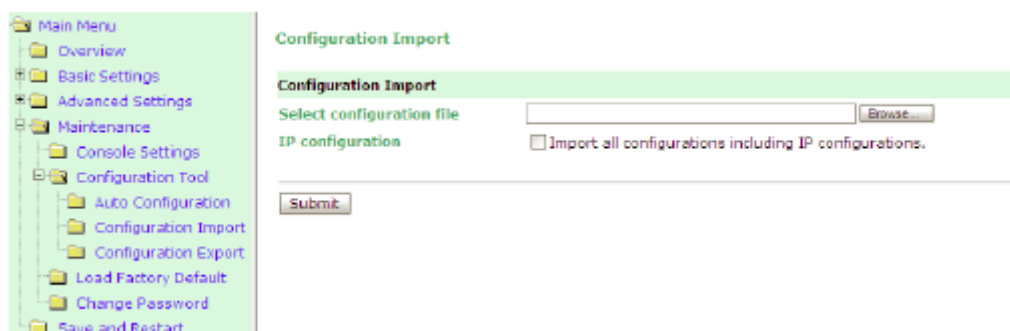 Main Menu
Overview
Basic Settings
Advanced Settings
Maintenance
Console Settings
Configuration Tool
Auto Configuration
Configuration Import
Configuration Export
Load Factory Default
Change Password
Save and Restart
Configuration Import
Configuration Import
Select configuration file
Browse...
IP configuration
Import all configurations including IP configurations.
Submit